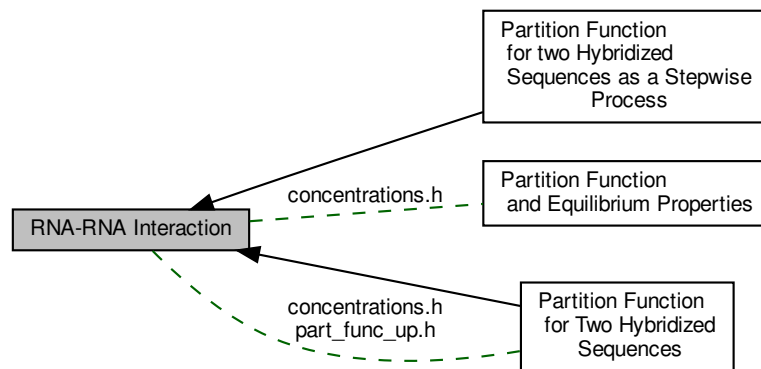 Partition Function
for two Hybridized
Sequences as a Stepwise
Process
concentrations.h
Partition Function
and Equilibrium Properties
RNA-RNA Interaction
concentrations.h
part_func_up.h
Partition Function
for Two Hybridized
Sequences